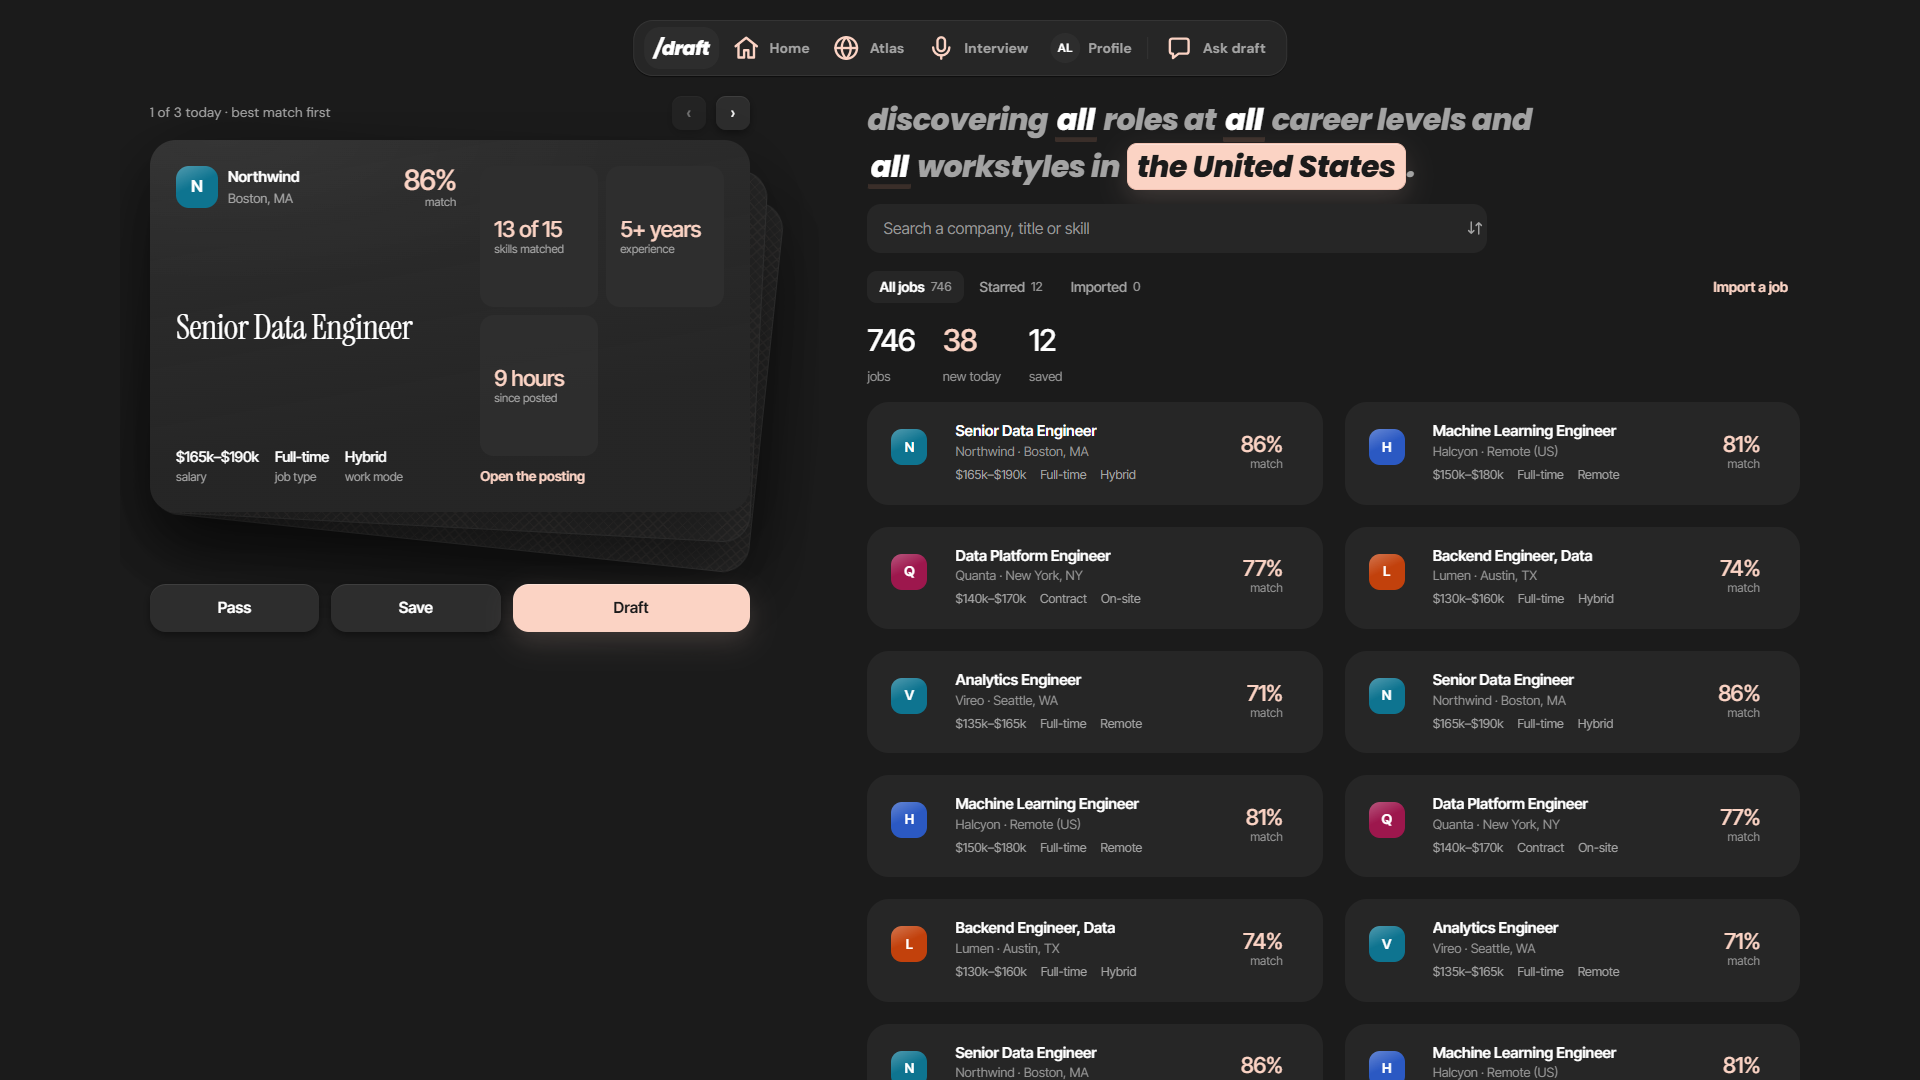 /draft Home Atlas Interview AL Profile Ask draft
1 of 3 today · best match first
‹ ›
N Northwind
Boston, MA
86%
match
13 of 15
skills matched
5+ years
experience
Senior Data Engineer
9 hours
since posted
$165k–$190k Full-time Hybrid
salary job type work mode
Open the posting
Pass Save Draft
discovering all roles at all career levels and
all workstyles in the United States.
Search a company, title or skill
All jobs 746 Starred 12 Imported 0 Import a job
746 38 12
jobs new today saved
N Senior Data Engineer
Northwind · Boston, MA
$165k–$190k Full-time Hybrid
86%
match
H Machine Learning Engineer
Halcyon · Remote (US)
$150k–$180k Full-time Remote
81%
match
Q Data Platform Engineer
Quanta · New York, NY
$140k–$170k Contract On-site
77%
match
L Backend Engineer, Data
Lumen · Austin, TX
$130k–$160k Full-time Hybrid
74%
match
V Analytics Engineer
Vireo · Seattle, WA
$135k–$165k Full-time Remote
71%
match
N Senior Data Engineer
Northwind · Boston, MA
$165k–$190k Full-time Hybrid
86%
match
H Machine Learning Engineer
Halcyon · Remote (US)
$150k–$180k Full-time Remote
81%
match
Q Data Platform Engineer
Quanta · New York, NY
$140k–$170k Contract On-site
77%
match
L Backend Engineer, Data
Lumen · Austin, TX
$130k–$160k Full-time Hybrid
74%
match
V Analytics Engineer
Vireo · Seattle, WA
$135k–$165k Full-time Remote
71%
match
N Senior Data Engineer
Northwind · Boston, MA
86%
H Machine Learning Engineer
Halcyon · Remote (US)
81%